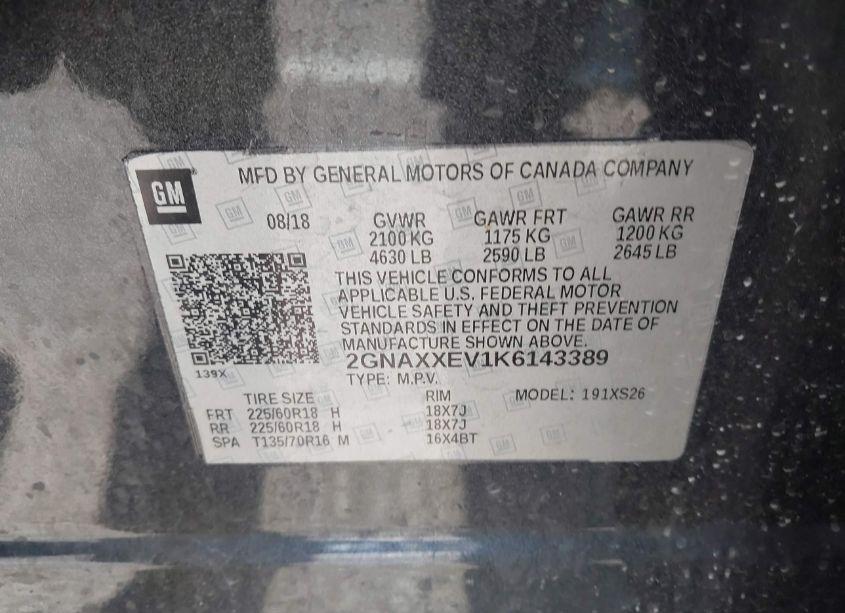 GM
MFD BY GENERAL MOTORS OF CANADA COMPANY
08/18 GVWR GAWR FRT GAWR RR
2100 KG 1175 KG 1200 KG
4630 LB 2590 LB 2645 LB
THIS VEHICLE CONFORMS TO ALL
APPLICABLE U.S. FEDERAL MOTOR
VEHICLE SAFETY AND THEFT PREVENTION
STANDARDS IN EFFECT ON THE DATE OF
MANUFACTURE SHOWN ABOVE.
139X
2GNAXXEV1K6143389
TYPE: M.P.V.
TIRE SIZE RIM MODEL: 191XS26
FRT 225/60R18 H 18X7J
RR 225/60R18 H 18X7J
SPA T135/70R16 M 16X4BT